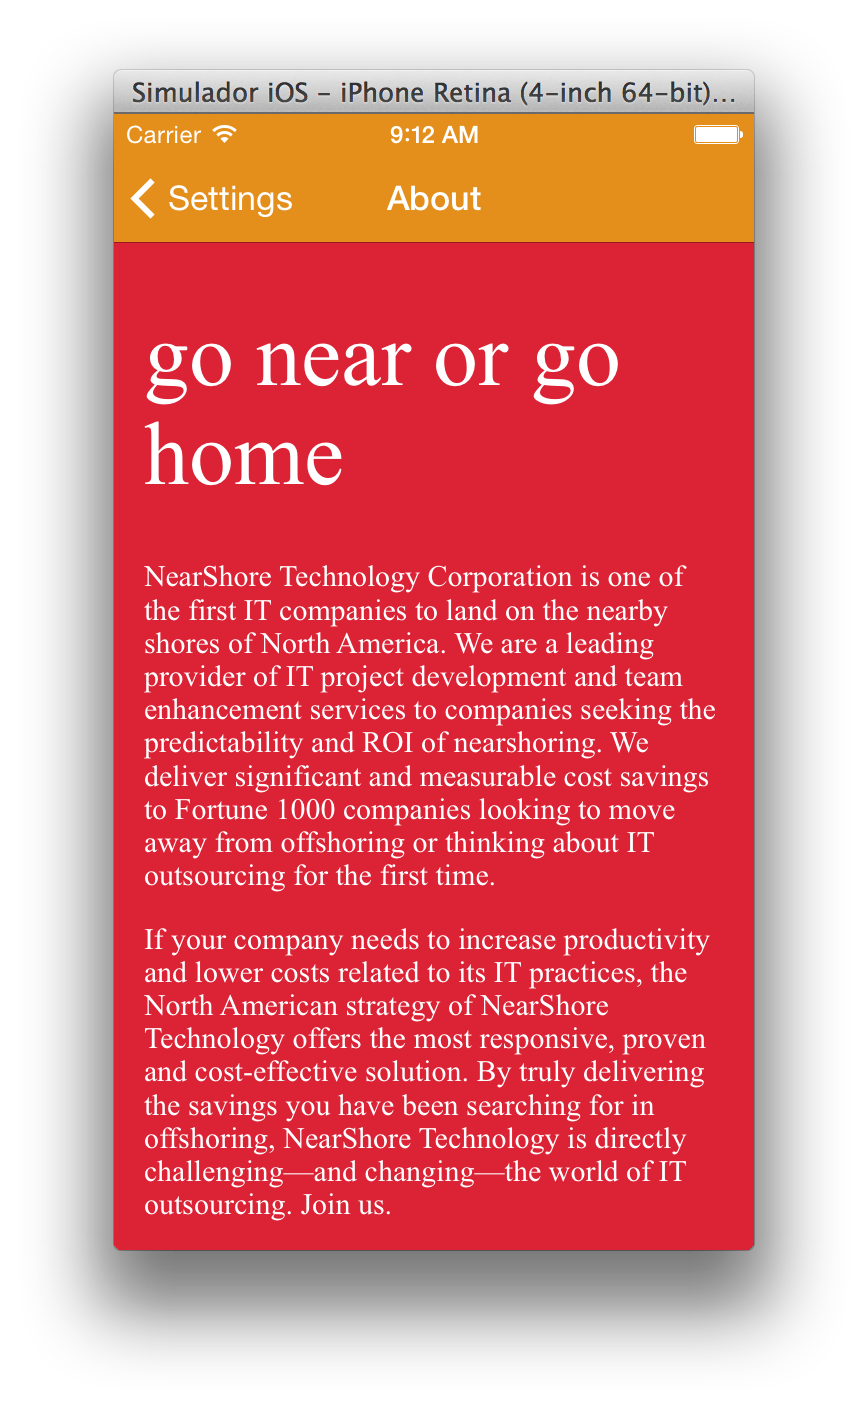 Simulador iOS – iPhone Retina (4–inch 64–bit)...
Carrier 9:12 AM
Settings About
go near or go
home
NearShore Technology Corporation is one of
the first IT companies to land on the nearby
shores of North America. We are a leading
provider of IT project development and team
enhancement services to companies seeking the
predictability and ROI of nearshoring. We
deliver significant and measurable cost savings
to Fortune 1000 companies looking to move
away from offshoring or thinking about IT
outsourcing for the first time.
If your company needs to increase productivity
and lower costs related to its IT practices, the
North American strategy of NearShore
Technology offers the most responsive, proven
and cost-effective solution. By truly delivering
the savings you have been searching for in
offshoring, NearShore Technology is directly
challenging—and changing—the world of IT
outsourcing. Join us.